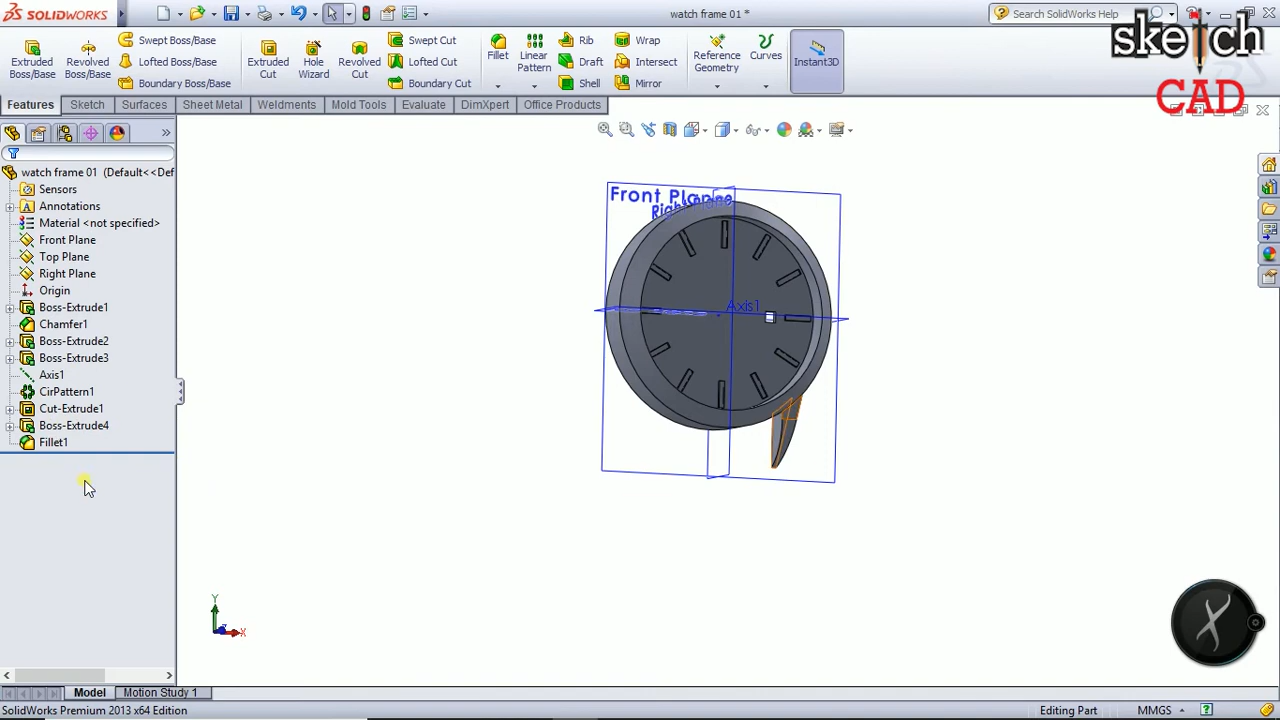 SOLIDWORKS
watch frame 01 *
Search SolidWorks Help
sketch
CAD
Extruded Boss/Base
Revolved Boss/Base
Swept Boss/Base
Lofted Boss/Base
Boundary Boss/Base
Extruded Cut
Hole Wizard
Revolved Cut
Swept Cut
Lofted Cut
Boundary Cut
Fillet
Linear Pattern
Rib
Draft
Shell
Wrap
Intersect
Mirror
Reference Geometry
Curves
Instant3D
Features
Sketch
Surfaces
Sheet Metal
Weldments
Mold Tools
Evaluate
DimXpert
Office Products
watch frame 01 (Default<<Def
Sensors
Annotations
Material <not specified>
Front Plane
Top Plane
Right Plane
Origin
Boss-Extrude1
Chamfer1
Boss-Extrude2
Boss-Extrude3
Axis1
CirPattern1
Cut-Extrude1
Boss-Extrude4
Fillet1
Front Plane
Right Plane
Axis1
Y
X
Z
Model
Motion Study 1
SolidWorks Premium 2013 x64 Edition
Editing Part
MMGS